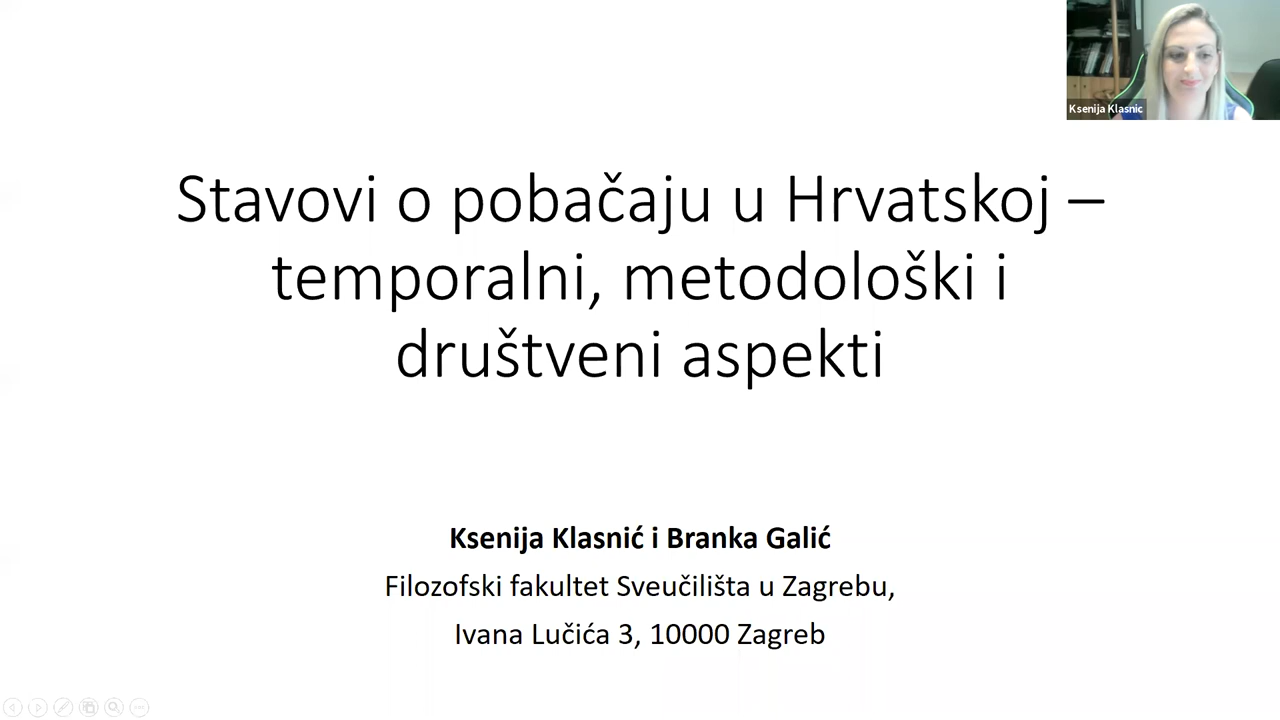 Ksenija Klasnic
Stavovi o pobačaju u Hrvatskoj –
temporalni, metodološki i
društveni aspekti
Ksenija Klasnić i Branka Galić
Filozofski fakultet Sveučilišta u Zagrebu,
Ivana Lučića 3, 10000 Zagreb